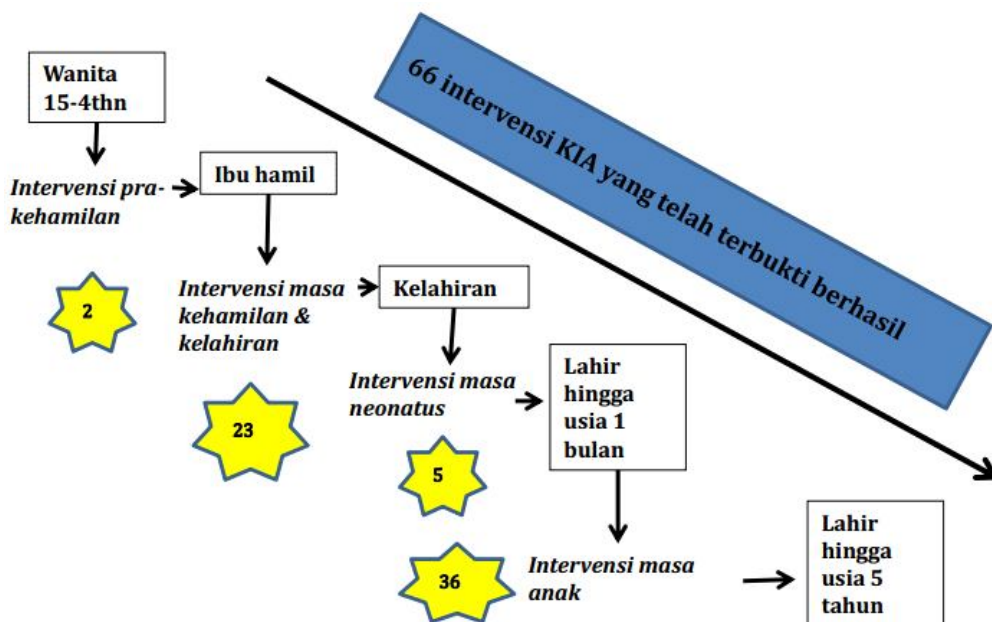 Wanita
15-4thn
66 intervensi KIA yang telah terbukti berhasil
Intervensi pra-
kehamilan
Ibu hamil
2
Intervensi masa
kehamilan &
kelahiran
Kelahiran
23
Intervensi masa
neonatus
Lahir
hingga
usia 1
bulan
5
36
Intervensi masa
anak
Lahir
hingga
usia 5
tahun